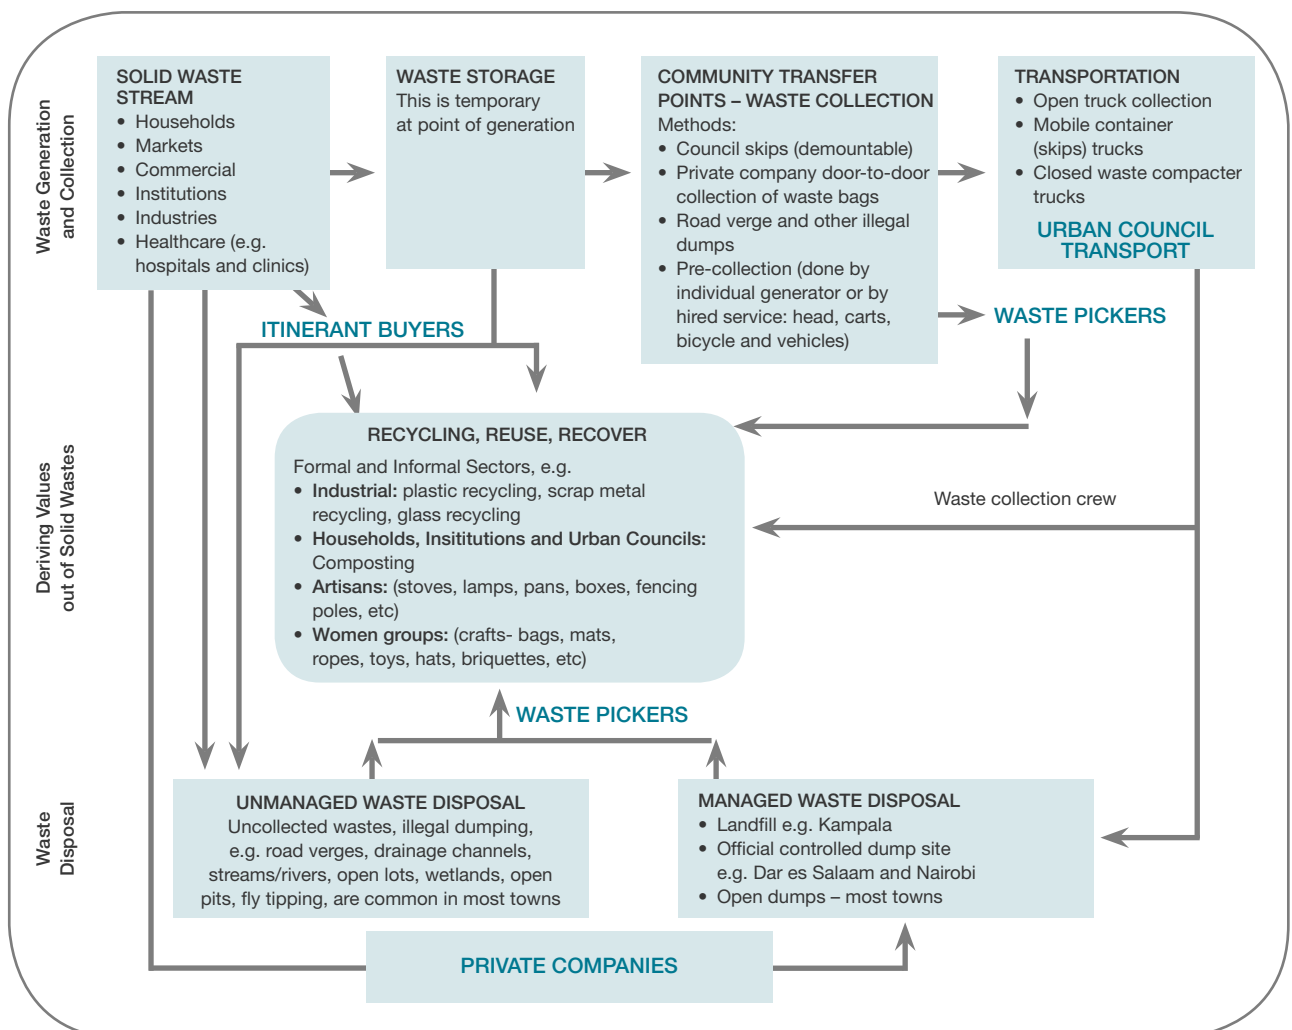 Waste Generation
and Collection
SOLID WASTE
STREAM
• Households
• Markets
• Commercial
• Institutions
• Industries
• Healthcare (e.g.
hospitals and clinics)
WASTE STORAGE
This is temporary
at point of generation
COMMUNITY TRANSFER
POINTS – WASTE COLLECTION
Methods:
• Council skips (demountable)
• Private company door-to-door
collection of waste bags
• Road verge and other illegal
dumps
• Pre-collection (done by
individual generator or by
hired service: head, carts,
bicycle and vehicles)
TRANSPORTATION
• Open truck collection
• Mobile container
(skips) trucks
• Closed waste compacter
trucks
URBAN COUNCIL
TRANSPORT
ITINERANT BUYERS
WASTE PICKERS
Deriving Values
out of Solid Wastes
RECYCLING, REUSE, RECOVER
Formal and Informal Sectors, e.g.
• Industrial: plastic recycling, scrap metal
recycling, glass recycling
• Households, Insititutions and Urban Councils:
Composting
• Artisans: (stoves, lamps, pans, boxes, fencing
poles, etc)
• Women groups: (crafts- bags, mats,
ropes, toys, hats, briquettes, etc)
Waste collection crew
WASTE PICKERS
Waste
Disposal
UNMANAGED WASTE DISPOSAL
Uncollected wastes, illegal dumping,
e.g. road verges, drainage channels,
streams/rivers, open lots, wetlands, open
pits, fly tipping, are common in most towns
MANAGED WASTE DISPOSAL
• Landfill e.g. Kampala
• Official controlled dump site
e.g. Dar es Salaam and Nairobi
• Open dumps – most towns
PRIVATE COMPANIES